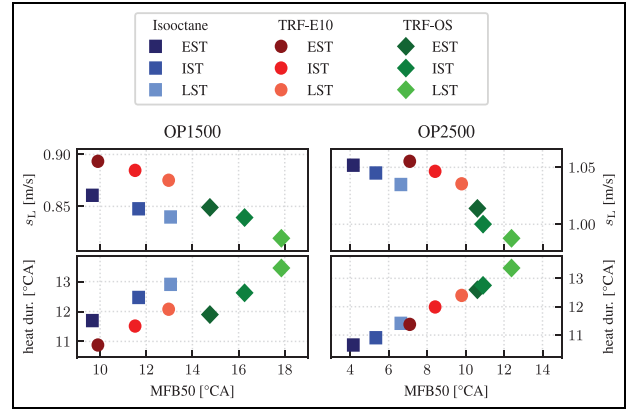 Isooctane TRF-E10 TRF-OS
EST EST EST
IST IST IST
LST LST LST
OP1500 OP2500
0.90
0.85
s_L [m/s]
1.05
1.00
s_L [m/s]
13
12
11
heat dur. [°CA]
13
12
11
heat dur. [°CA]
10 12 14 16 18
4 6 8 10 12 14
MFB50 [°CA] MFB50 [°CA]